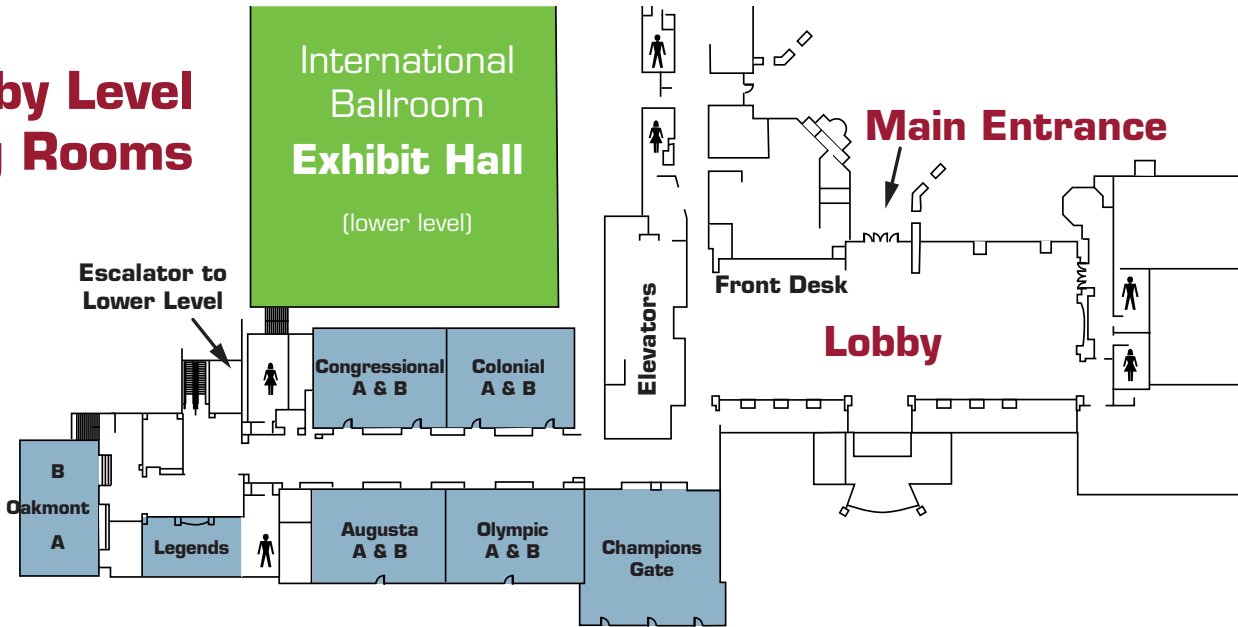 by Level
Rooms
International
Ballroom
Exhibit Hall
(lower level)
Main Entrance
Escalator to
Lower Level
Front Desk
Lobby
Elevators
Congressional
A & B
Colonial
A & B
B
Oakmont
A
Legends
Augusta
A & B
Olympic
A & B
Champions
Gate